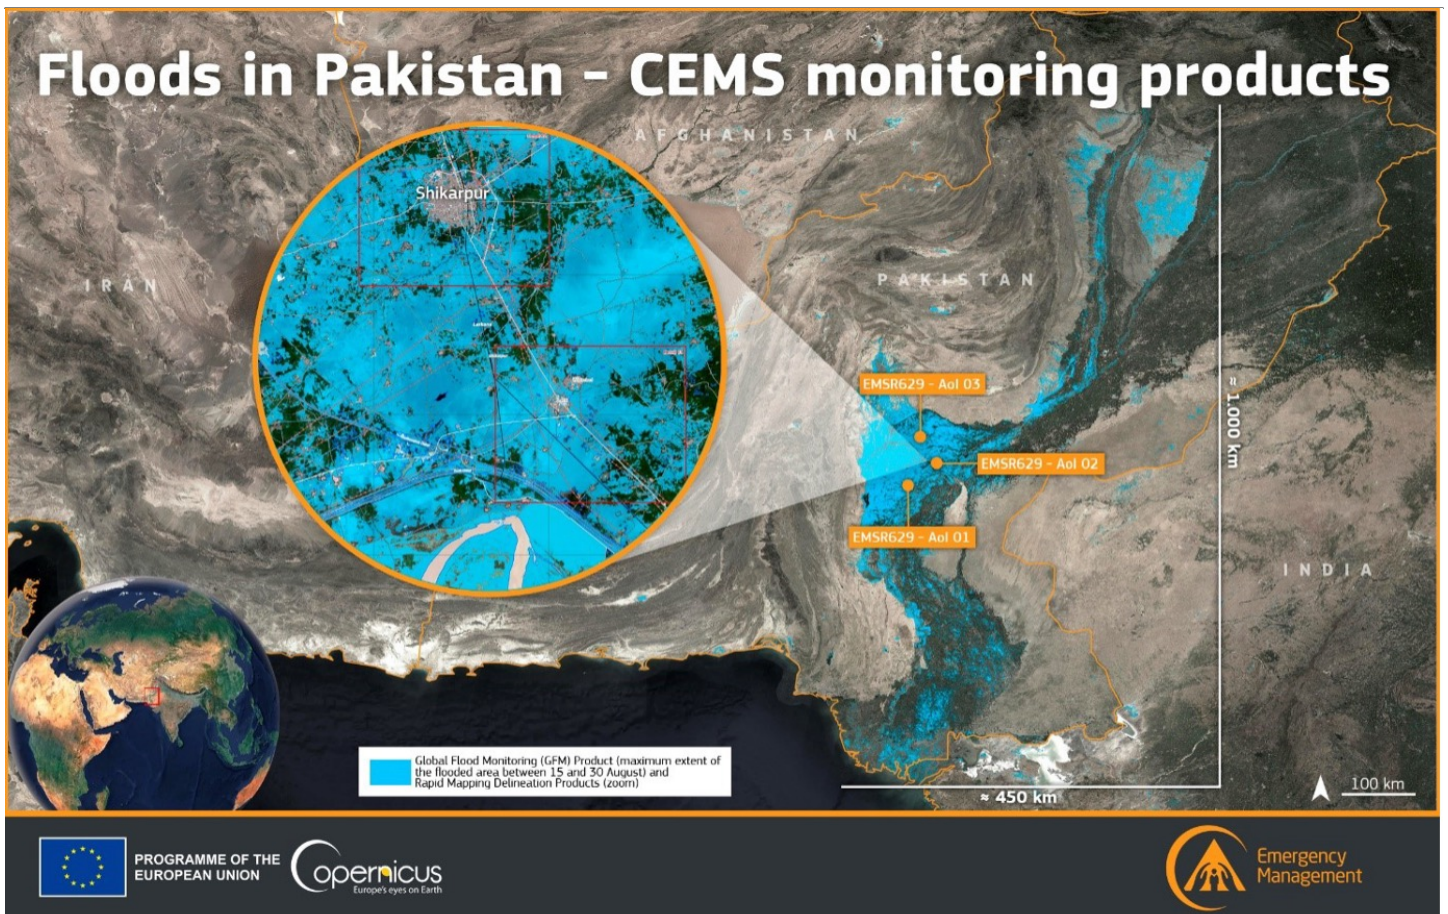 Floods in Pakistan – CEMS monitoring products
AFGHANISTAN
Shikarpur
IRAN
PAKISTAN
EMSR629 - AoI 03
≈ 1.000 km
EMSR629 - AoI 02
EMSR629 - AoI 01
INDIA
Global Flood Monitoring (GFM) Product (maximum extent of
the flooded area between 15 and 30 August) and
Rapid Mapping Delineation Products (zoom)
≈ 450 km
100 km
PROGRAMME OF THE
EUROPEAN UNION
Copernicus
Europe's eyes on Earth
Emergency
Management